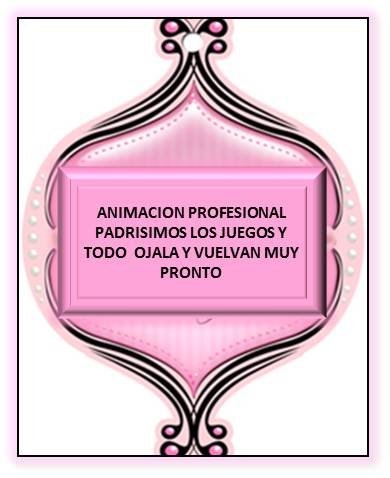 ANIMACION PROFESIONAL
PADRISIMOS LOS JUEGOS Y
TODO OJALA Y VUELVAN MUY
PRONTO